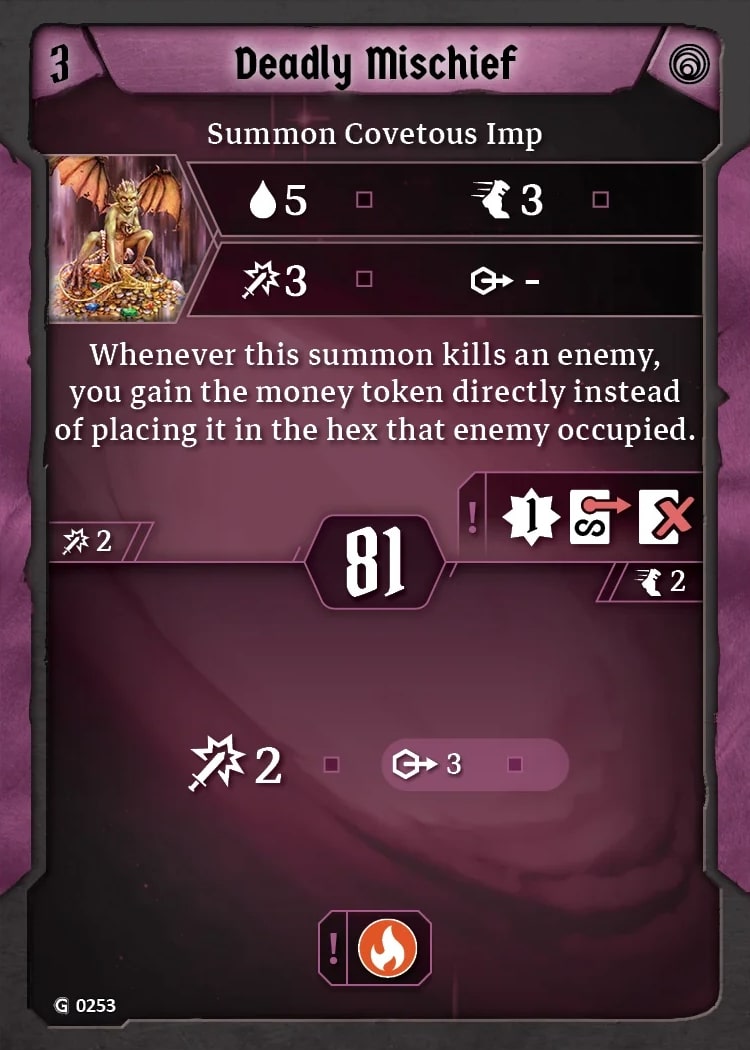 3
Deadly Mischief
Summon Covetous Imp
5
3
3
-
Whenever this summon kills an enemy,
you gain the money token directly instead
of placing it in the hex that enemy occupied.
!
1
2
81
2
2
3
!
G 0253